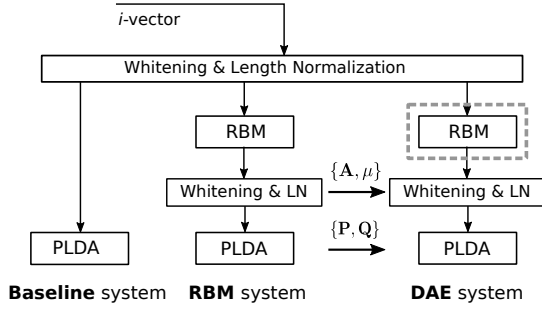 i-vector
Whitening & Length Normalization
RBM
RBM
{A, μ}
Whitening & LN
Whitening & LN
{P, Q}
PLDA
PLDA
PLDA
Baseline system
RBM system
DAE system